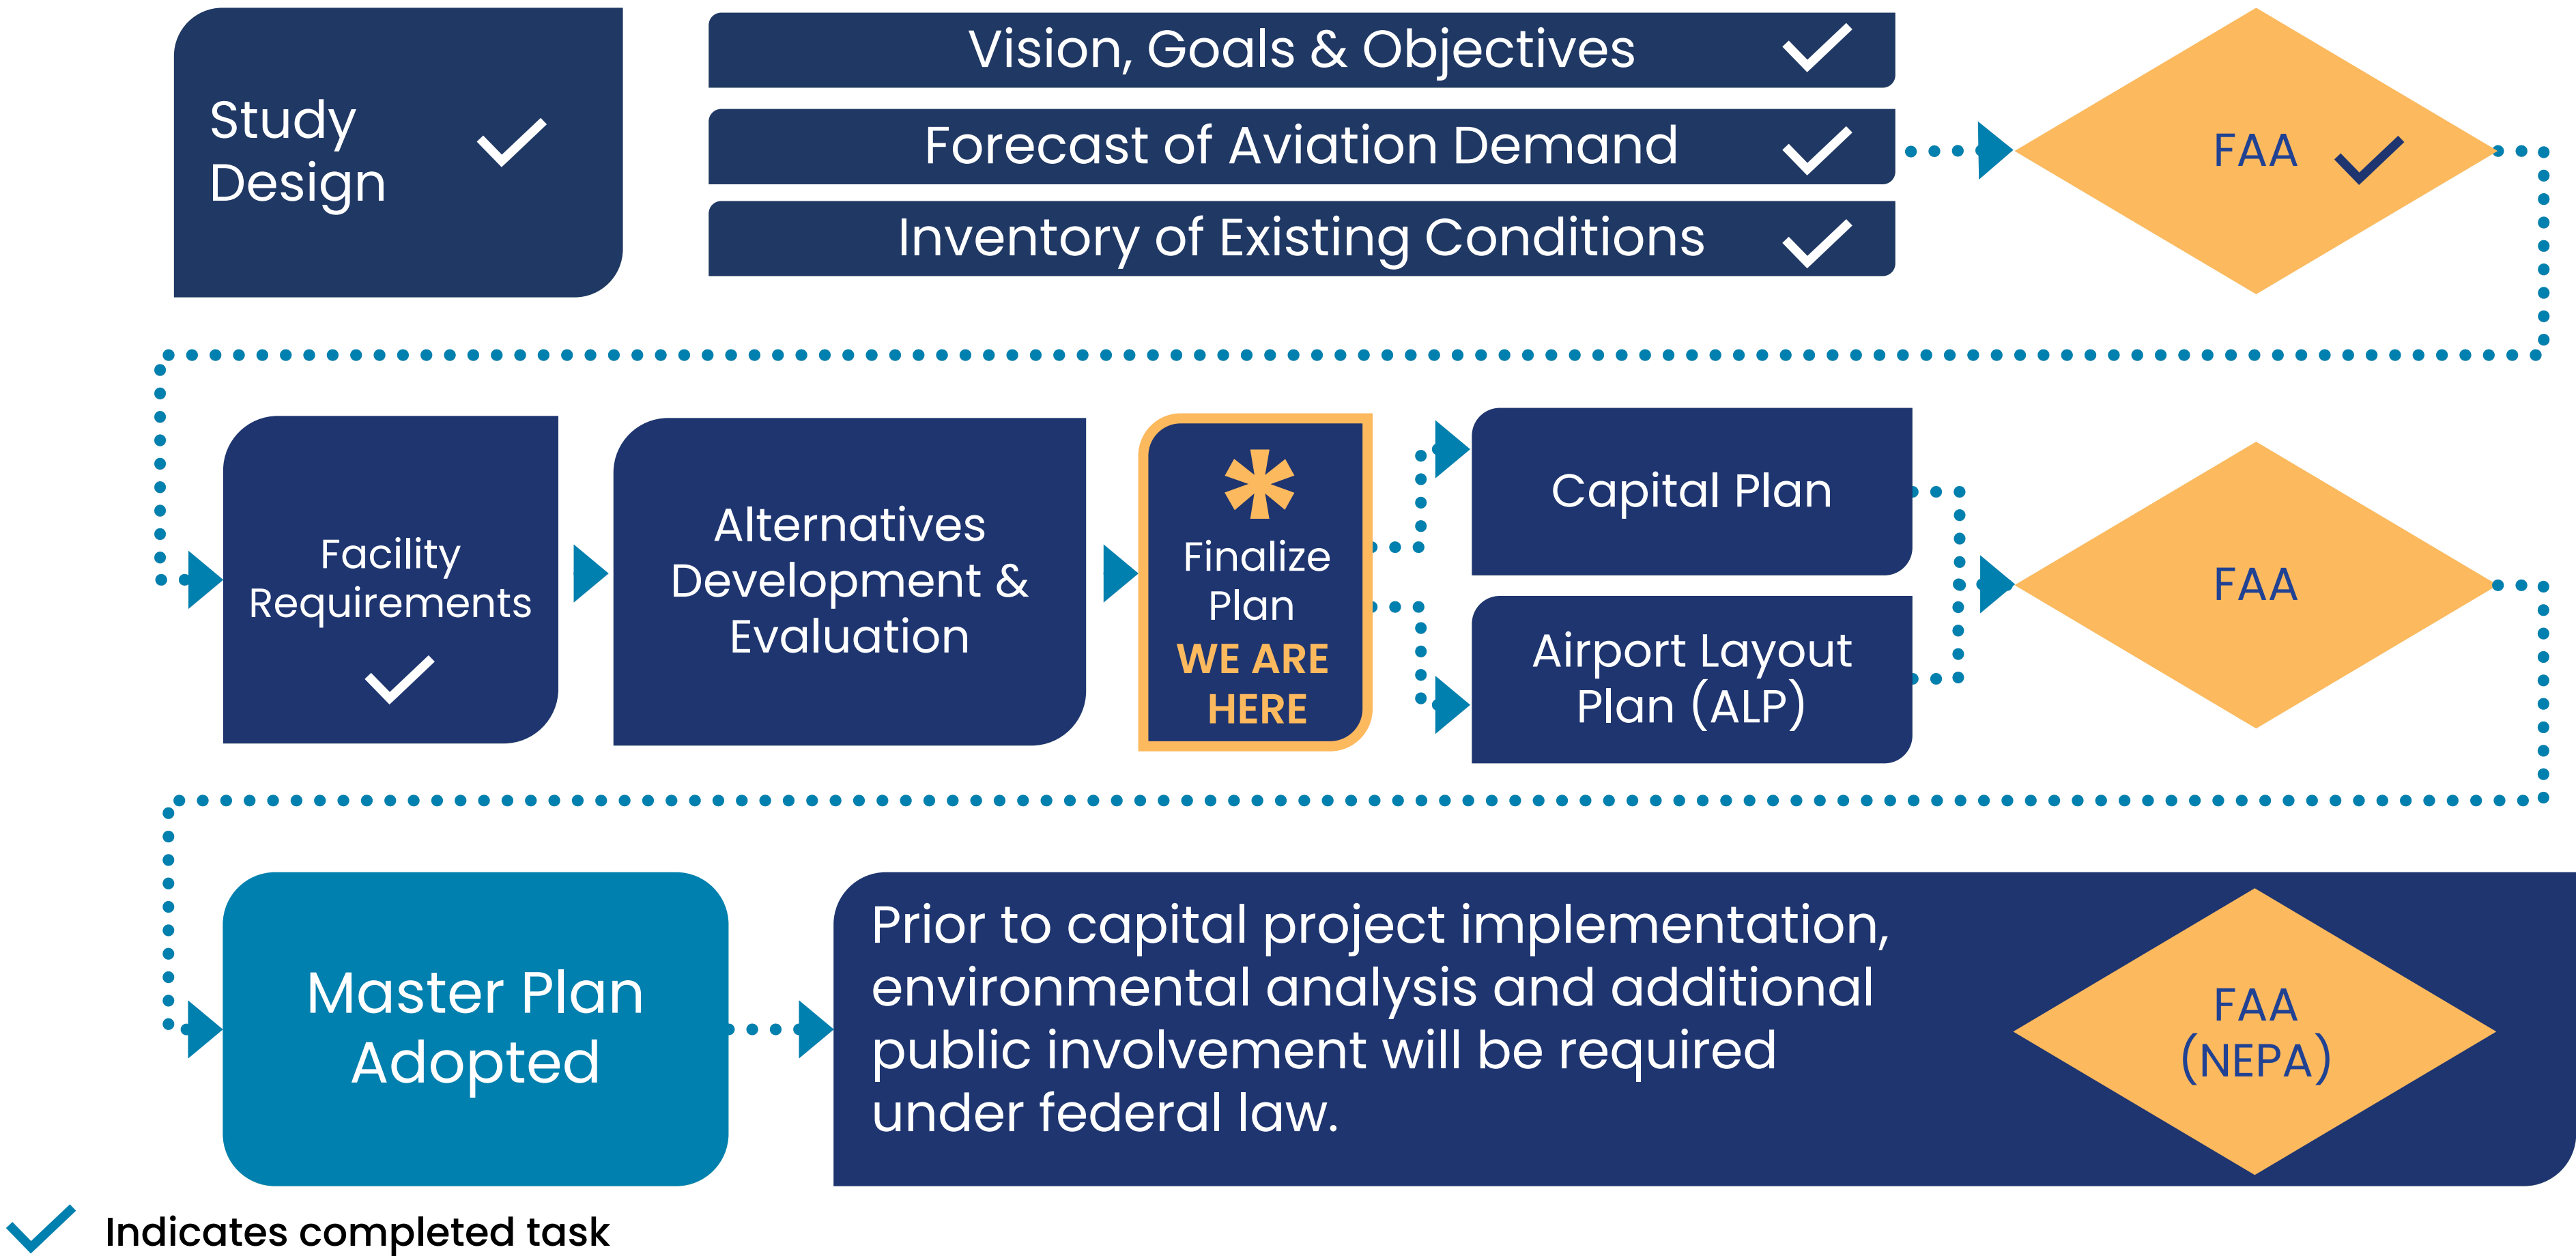 Study
Design
Vision, Goals & Objectives
Forecast of Aviation Demand
Inventory of Existing Conditions
FAA
Facility
Requirements
Alternatives
Development &
Evaluation
Finalize
Plan
WE ARE
HERE
Capital Plan
Airport Layout
Plan (ALP)
FAA
Master Plan
Adopted
Prior to capital project implementation,
environmental analysis and additional
public involvement will be required
under federal law.
FAA
(NEPA)
Indicates completed task